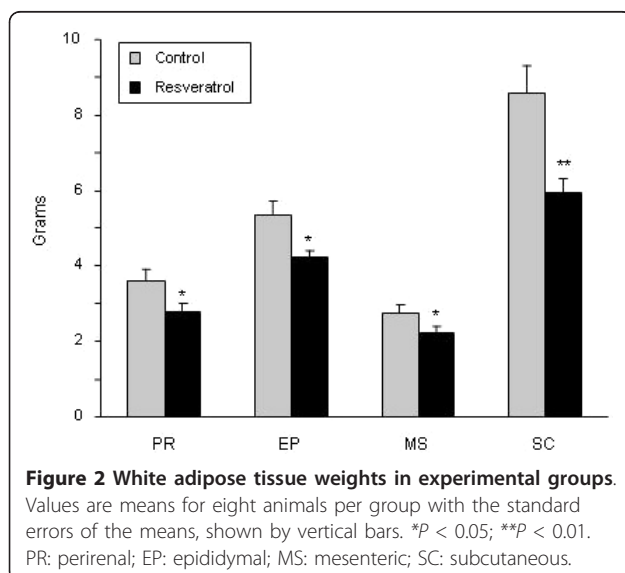 10
Control
Resveratrol
8
**
6
Grams
*
4
*
*
2
0
PR EP MS SC
Figure 2 White adipose tissue weights in experimental groups.
Values are means for eight animals per group with the standard
errors of the means, shown by vertical bars. *P < 0.05; **P < 0.01.
PR: perirenal; EP: epididymal; MS: mesenteric; SC: subcutaneous.